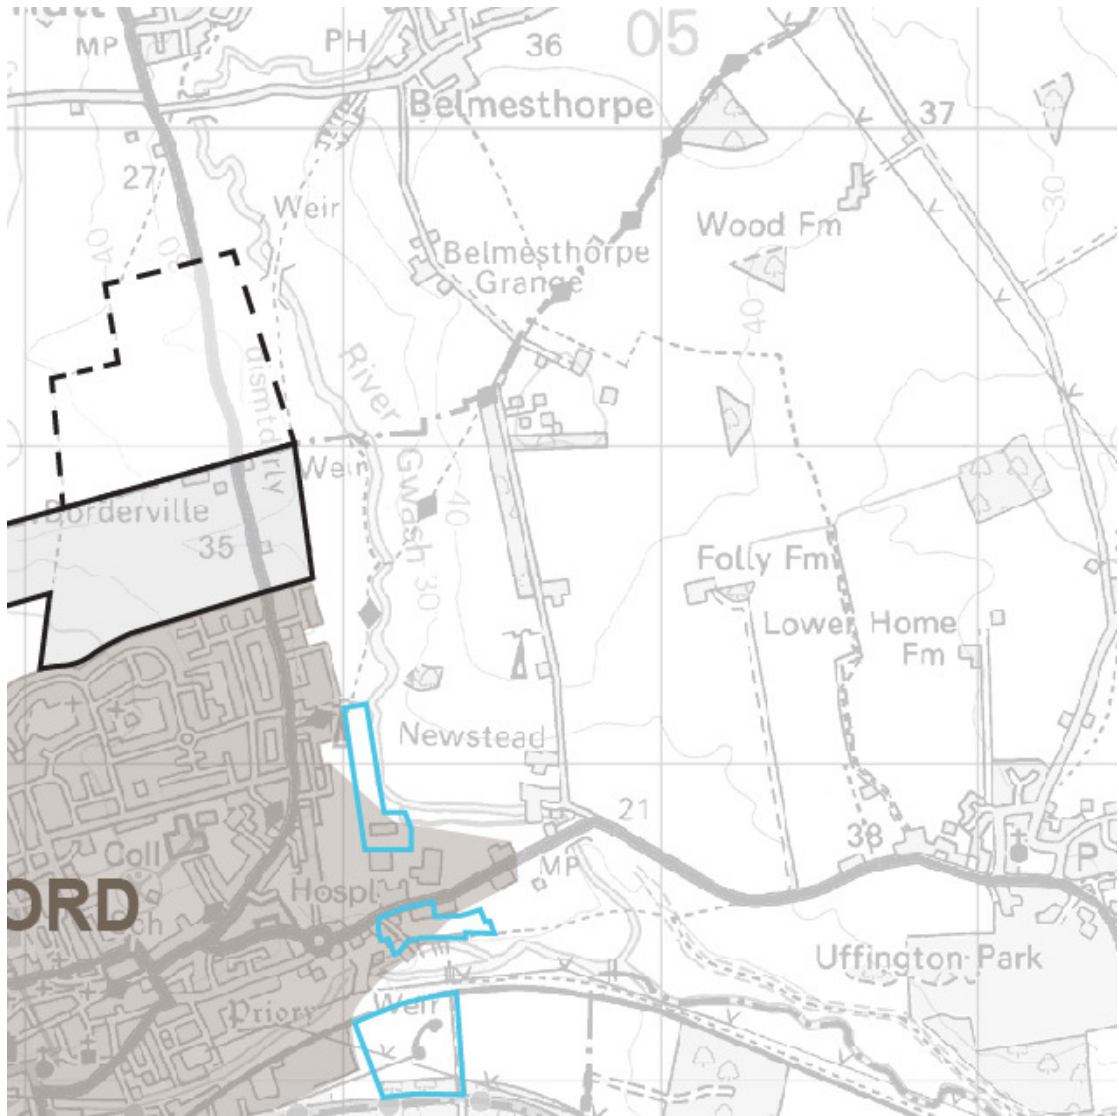 MP
PH
36
05
Belmesthorpe
37
27
Weir
30
40
Wood Fm
Belmesthorpe
Grange
40
River
dismtd rly
Gwash
Weir
40
Borderville
35
30
Folly Fm
Lower Home
Fm
Newstead
21
38
MP
Coll
P
ORD
Hospl
Uffington Park
Weir
Priory